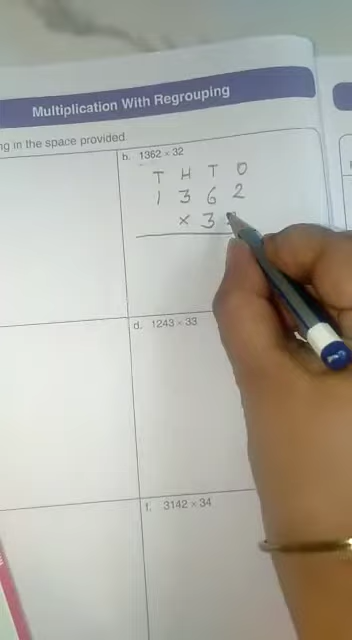 Multiplication With Regrouping
ng in the space provided.
b. 1362 × 32
T H T O
1 3 6 2
× 3
d. 1243 × 33
f. 3142 × 34